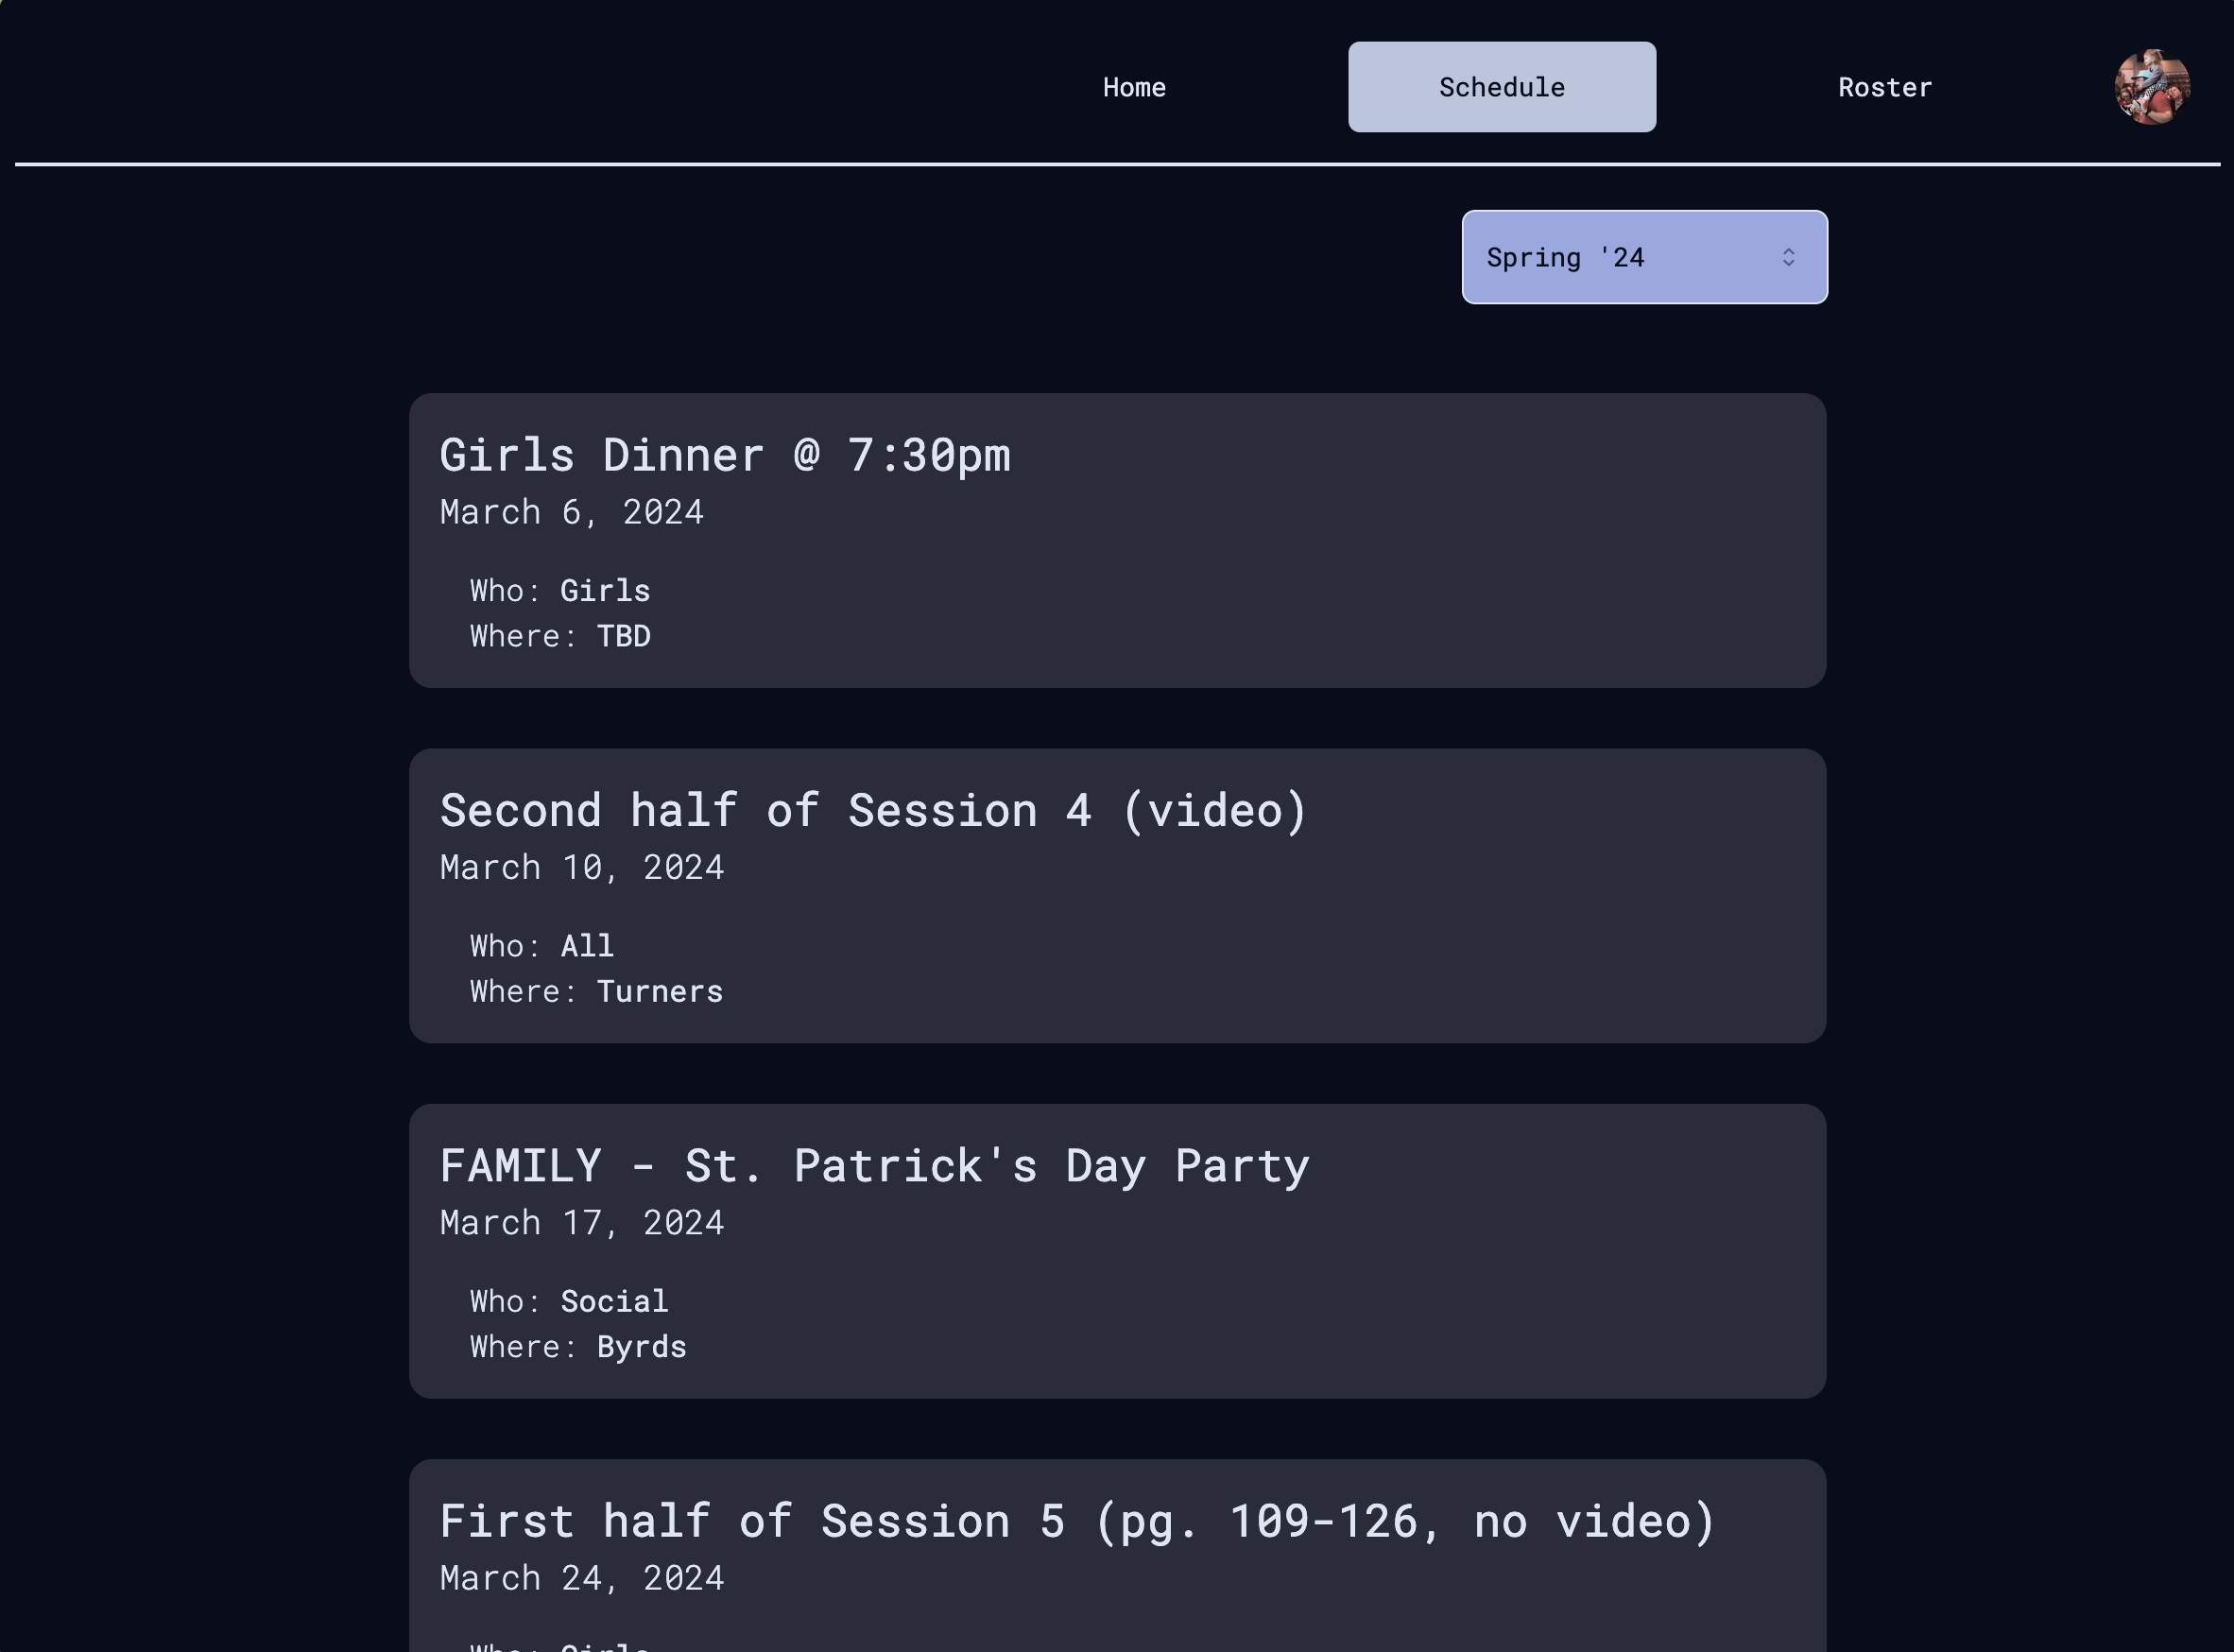 Home
Schedule
Roster
Spring '24
Girls Dinner @ 7:30pm
March 6, 2024
Who: Girls
Where: TBD
Second half of Session 4 (video)
March 10, 2024
Who: All
Where: Turners
FAMILY - St. Patrick's Day Party
March 17, 2024
Who: Social
Where: Byrds
First half of Session 5 (pg. 109-126, no video)
March 24, 2024
Who: Girls